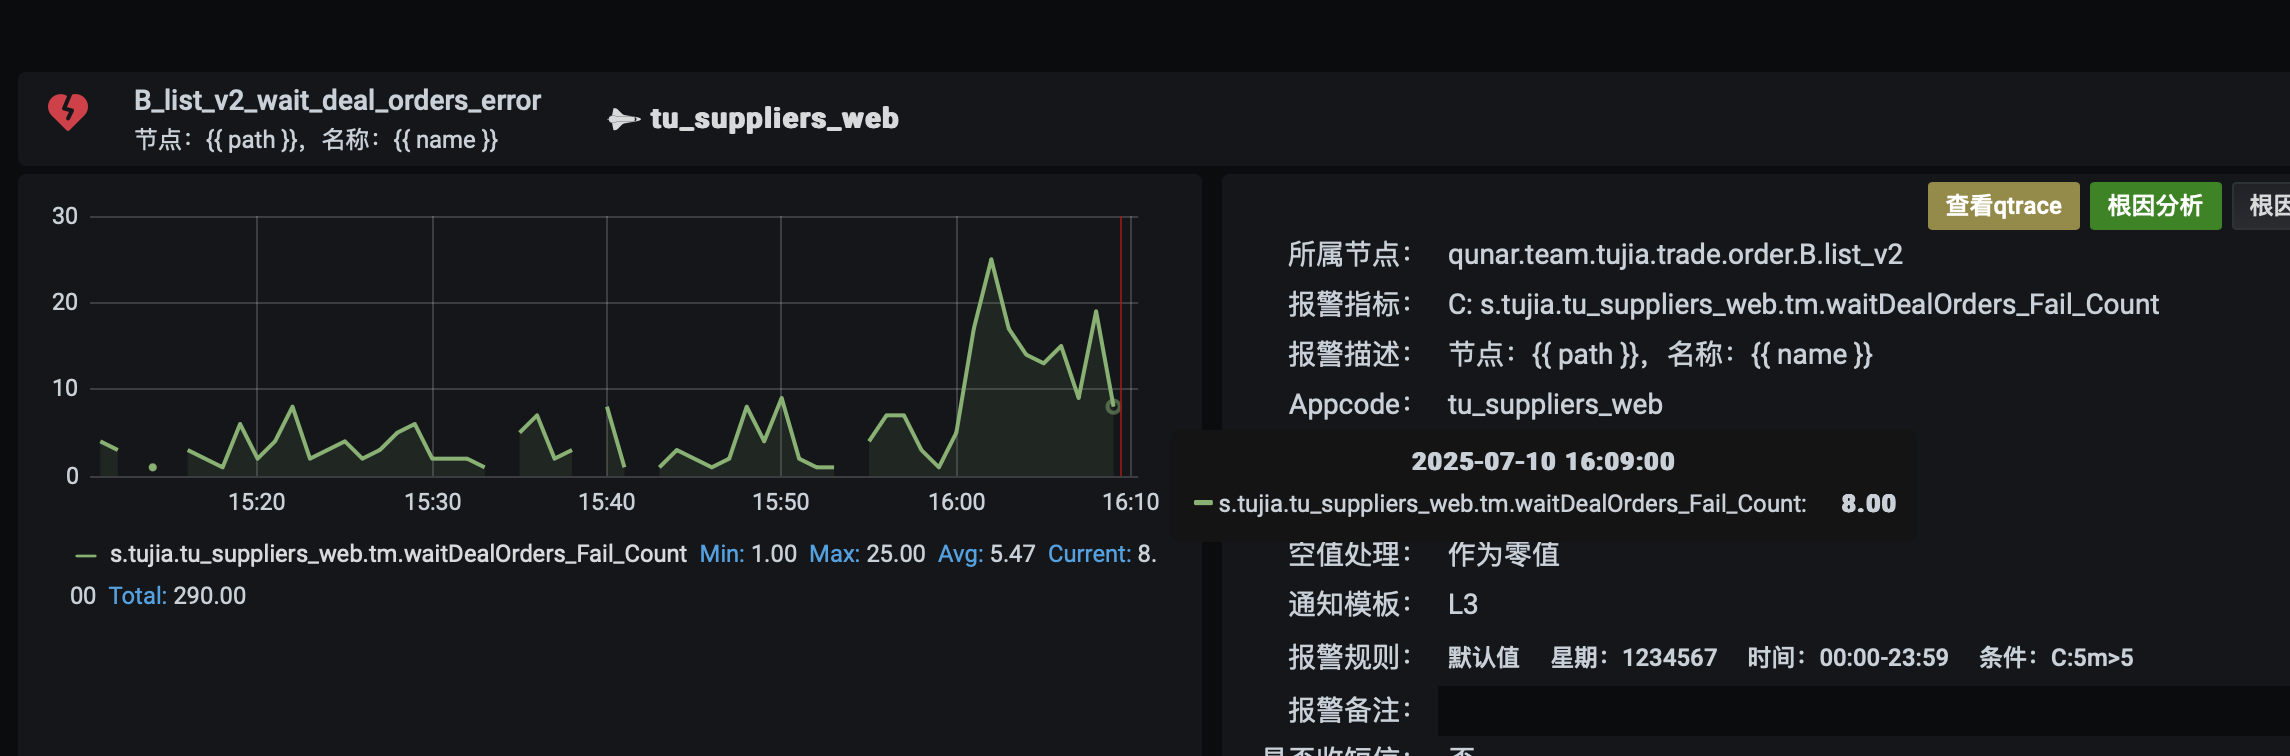 B_list_v2_wait_deal_orders_error
节点：{{ path }}，名称：{{ name }}
tu_suppliers_web
30
20
10
0
15:20 15:30 15:40 15:50 16:00 16:10
s.tujia.tu_suppliers_web.tm.waitDealOrders_Fail_Count Min: 1.00 Max: 25.00 Avg: 5.47 Current: 8.
00 Total: 290.00
查看qtrace 根因分析 根因
所属节点： qunar.team.tujia.trade.order.B.list_v2
报警指标： C: s.tujia.tu_suppliers_web.tm.waitDealOrders_Fail_Count
报警描述： 节点：{{ path }}，名称：{{ name }}
Appcode： tu_suppliers_web
2025-07-10 16:09:00
s.tujia.tu_suppliers_web.tm.waitDealOrders_Fail_Count: 8.00
空值处理： 作为零值
通知模板： L3
报警规则： 默认值 星期：1234567 时间：00:00-23:59 条件：C:5m>5
报警备注：